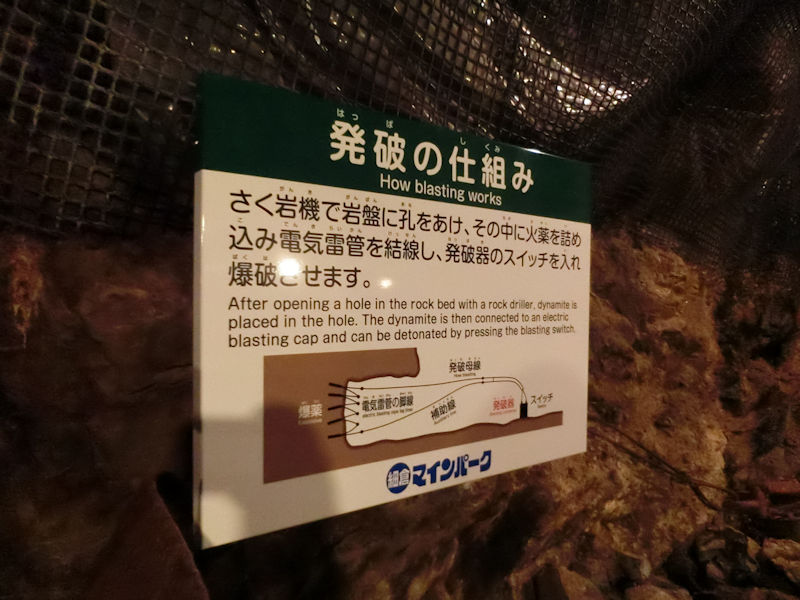 発破の仕組み
How blasting works
さく岩機で岩盤に孔をあけ、その中に火薬を詰め
込み電気雷管を結線し、発破器のスイッチを入れ
爆破させます。
After opening a hole in the rock bed with a rock driller, dynamite is
placed in the hole. The dynamite is then connected to an electric
blasting cap and can be detonated by pressing the blasting switch.
発破母線
爆薬
電気雷管の脚線
補助線
発破器
スイッチ
細倉マインパーク